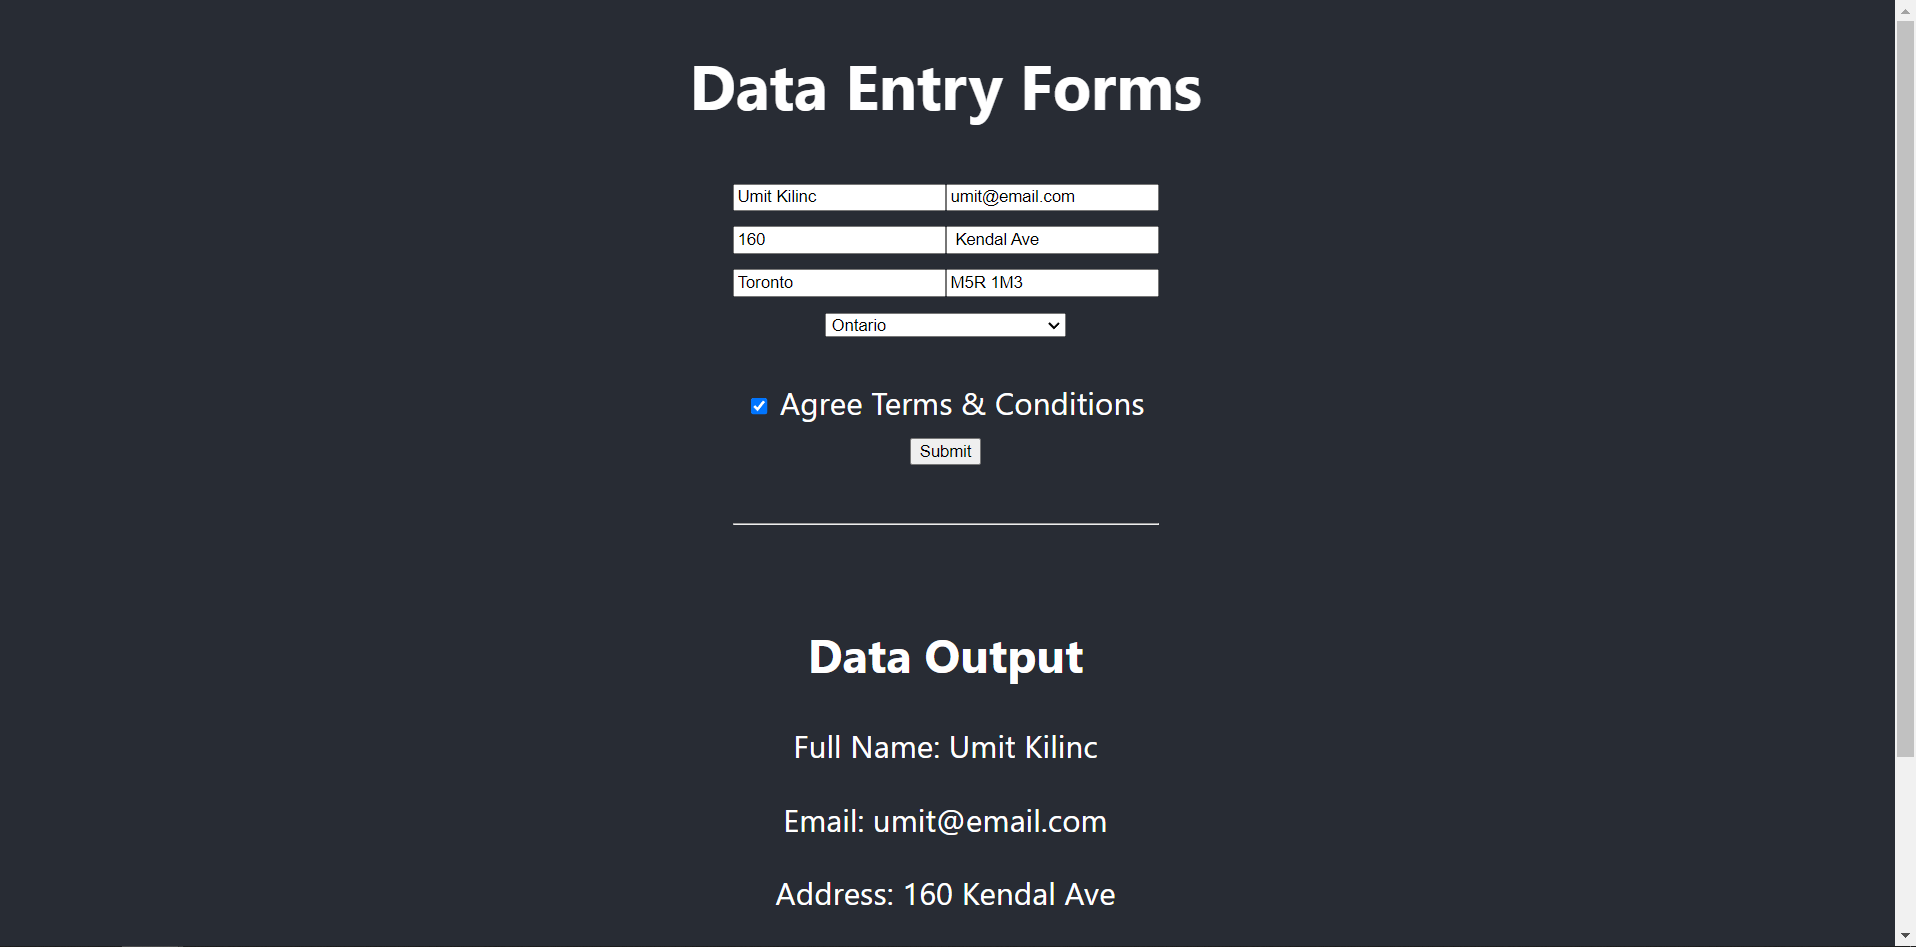 Data Entry Forms
Umit Kilinc umit@email.com
160 Kendal Ave
Toronto M5R 1M3
Ontario
Agree Terms & Conditions
Submit
Data Output
Full Name: Umit Kilinc
Email: umit@email.com
Address: 160 Kendal Ave